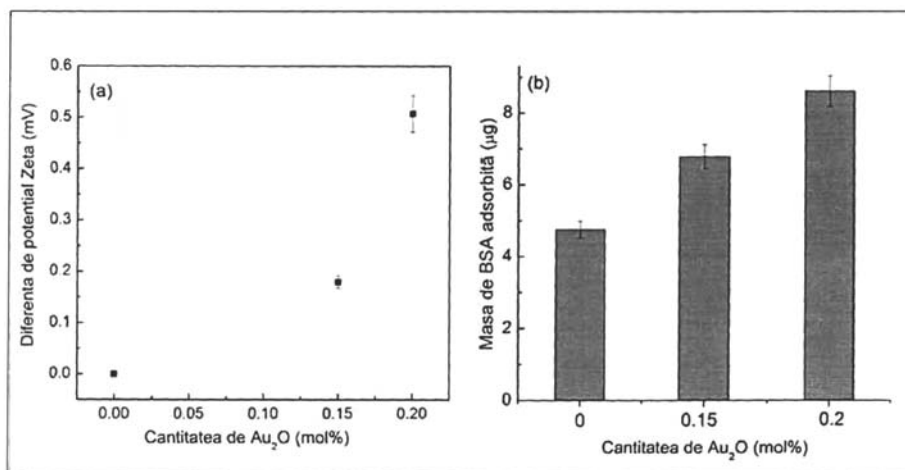 (a)
Diferenta de potential Zeta (mV)
0.6
0.5
0.4
0.3
0.2
0.1
0.0
0.00 0.05 0.10 0.15 0.20
Cantitatea de Au₂O (mol%)
(b)
Masa de BSA adsorbită (µg)
8
6
4
2
0
0 0.15 0.2
Cantitatea de Au₂O (mol%)